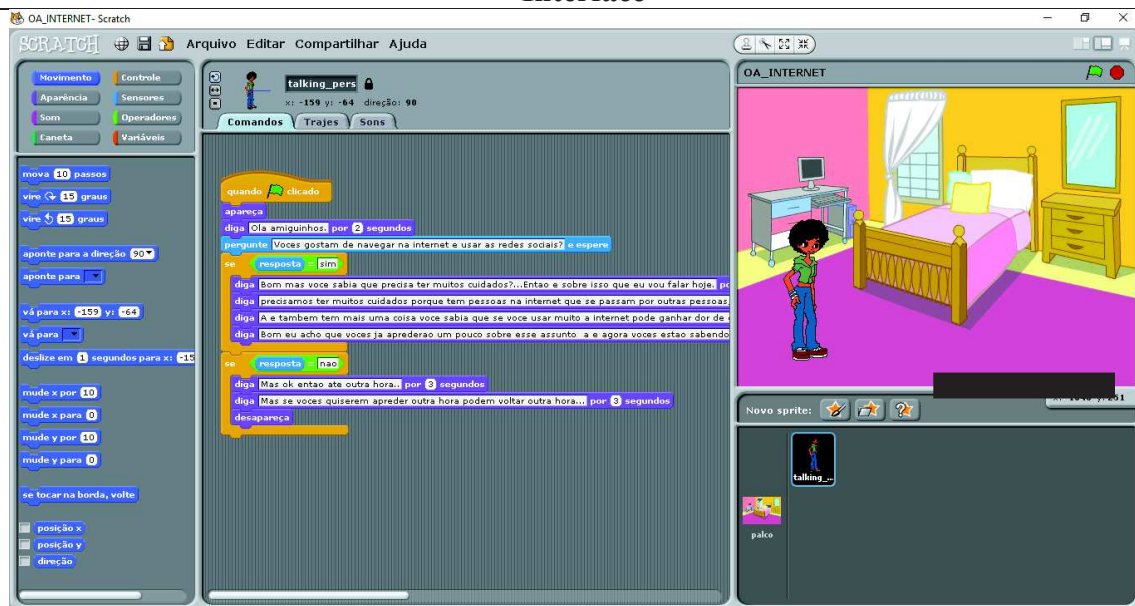 OA_INTERNET- Scratch
SCRATCH Arquivo Editar Compartilhar Ajuda
Movimento Controle
Aparência Sensores
Som Operadores
Caneta Variáveis
mova 10 passos
vire 15 graus
vire 15 graus
aponte para a direção 90
aponte para
vá para x: -159 y: -64
vá para
deslize em 1 segundos para x: -15
mude x por 10
mude x para 0
mude y por 10
mude y para 0
se tocar na borda, volte
posição x
posição y
direção
talking_pers
x: -159 y: -64 direção: 90
Comandos Trajes Sons
quando clicado
apareça
diga Ola amiguinhos. por 2 segundos
pergunte Voces gostam de navegar na internet e usar as redes sociais? e espere
se resposta = sim
diga Bom mas voce sabia que precisa ter muitos cuidados?...Entao e sobre isso que eu vou falar hoje. po
diga precisamos ter muitos cuidados porque tem pessoas na internet que se passam por outras pessoas,
diga A e tambem tem mais uma coisa voce sabia que se voce usar muito a internet pode ganhar dor de
diga Bom eu acho que voces ja aprederao um pouco sobre esse assunto a e agora voces estao sabendo
se resposta = nao
diga Mas ok entao ate outra hora.. por 3 segundos
diga Mas se voces quiserem apreder outra hora podem voltar outra hora... por 3 segundos
desapareça
OA_INTERNET
Novo sprite:
talking_...
palco